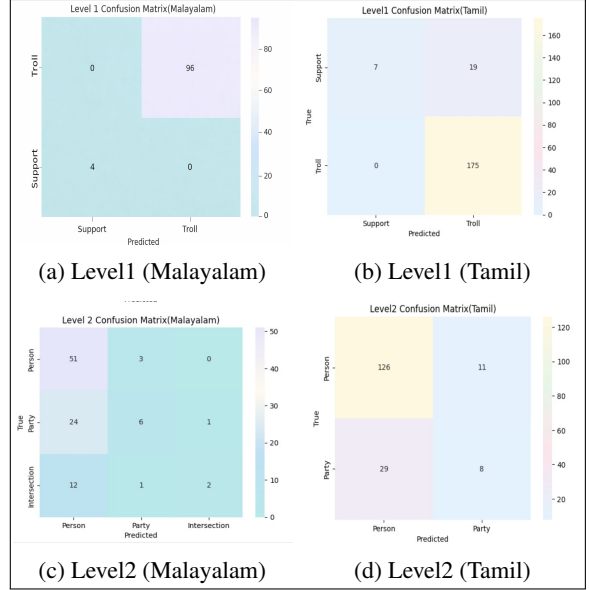 Level 1 Confusion Matrix(Malayalam)
Troll
0
96
Support
4
0
Support
Troll
Predicted
80
60
40
20
0
Level1 Confusion Matrix(Tamil)
True
Support
7
19
Troll
0
175
Support
Troll
Predicted
160
140
120
100
80
60
40
20
0
(a) Level1 (Malayalam)
(b) Level1 (Tamil)
Level 2 Confusion Matrix(Malayalam)
True
Person
51
3
0
Party
24
6
1
Intersection
12
1
2
Person
Party
Intersection
Predicted
50
40
30
20
10
0
Level2 Confusion Matrix(Tamil)
True
Person
126
11
Party
29
8
Person
Party
Predicted
120
100
80
60
40
20
(c) Level2 (Malayalam)
(d) Level2 (Tamil)